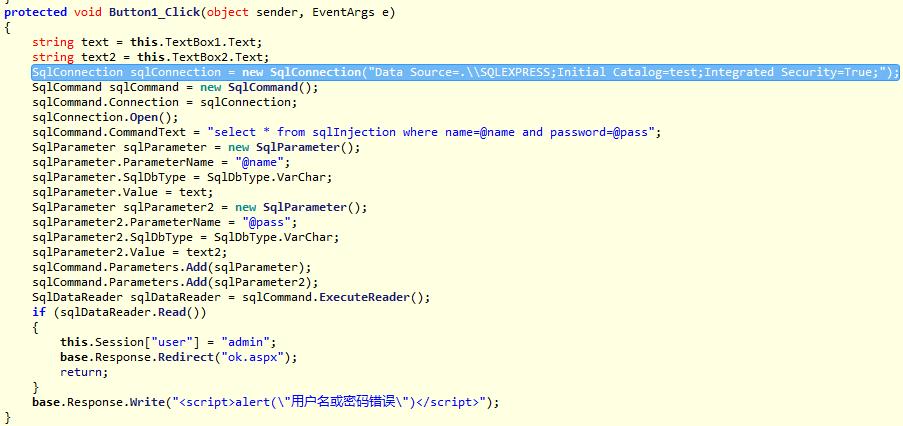 protected void Button1_Click(object sender, EventArgs e)
{
string text = this.TextBox1.Text;
string text2 = this.TextBox2.Text;
SqlConnection sqlConnection = new SqlConnection("Data Source=.\\SQLEXPRESS;Initial Catalog=test;Integrated Security=True;");
SqlCommand sqlCommand = new SqlCommand();
sqlCommand.Connection = sqlConnection;
sqlConnection.Open();
sqlCommand.CommandText = "select * from sqlInjection where name=@name and password=@pass";
SqlParameter sqlParameter = new SqlParameter();
sqlParameter.ParameterName = "@name";
sqlParameter.SqlDbType = SqlDbType.VarChar;
sqlParameter.Value = text;
SqlParameter sqlParameter2 = new SqlParameter();
sqlParameter2.ParameterName = "@pass";
sqlParameter2.SqlDbType = SqlDbType.VarChar;
sqlParameter2.Value = text2;
sqlCommand.Parameters.Add(sqlParameter);
sqlCommand.Parameters.Add(sqlParameter2);
SqlDataReader sqlDataReader = sqlCommand.ExecuteReader();
if (sqlDataReader.Read())
{
this.Session["user"] = "admin";
base.Response.Redirect("ok.aspx");
return;
}
base.Response.Write("<script>alert(\"用户名或密码错误\")</script>");
}